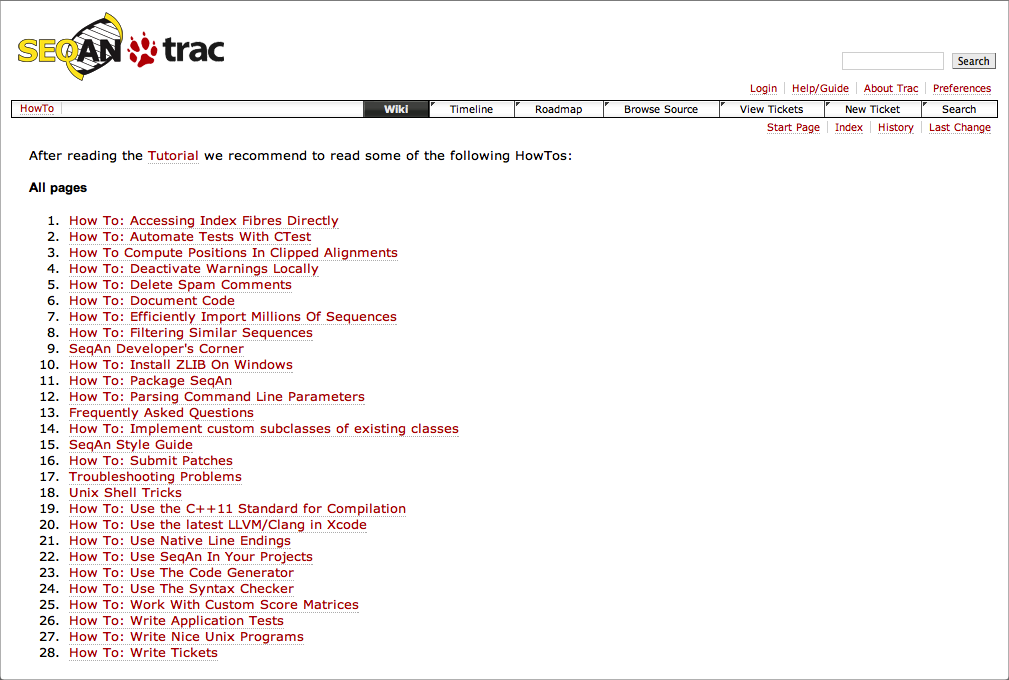 SEQAN trac
Search
Login Help/Guide About Trac Preferences
HowTo Wiki Timeline Roadmap Browse Source View Tickets New Ticket Search
Start Page Index History Last Change
After reading the Tutorial we recommend to read some of the following HowTos:
All pages
1. How To: Accessing Index Fibres Directly
2. How To: Automate Tests With CTest
3. How To Compute Positions In Clipped Alignments
4. How To: Deactivate Warnings Locally
5. How To: Delete Spam Comments
6. How To: Document Code
7. How To: Efficiently Import Millions Of Sequences
8. How To: Filtering Similar Sequences
9. SeqAn Developer's Corner
10. How To: Install ZLIB On Windows
11. How To: Package SeqAn
12. How To: Parsing Command Line Parameters
13. Frequently Asked Questions
14. How To: Implement custom subclasses of existing classes
15. SeqAn Style Guide
16. How To: Submit Patches
17. Troubleshooting Problems
18. Unix Shell Tricks
19. How To: Use the C++11 Standard for Compilation
20. How To: Use the latest LLVM/Clang in Xcode
21. How To: Use Native Line Endings
22. How To: Use SeqAn In Your Projects
23. How To: Use The Code Generator
24. How To: Use The Syntax Checker
25. How To: Work With Custom Score Matrices
26. How To: Write Application Tests
27. How To: Write Nice Unix Programs
28. How To: Write Tickets